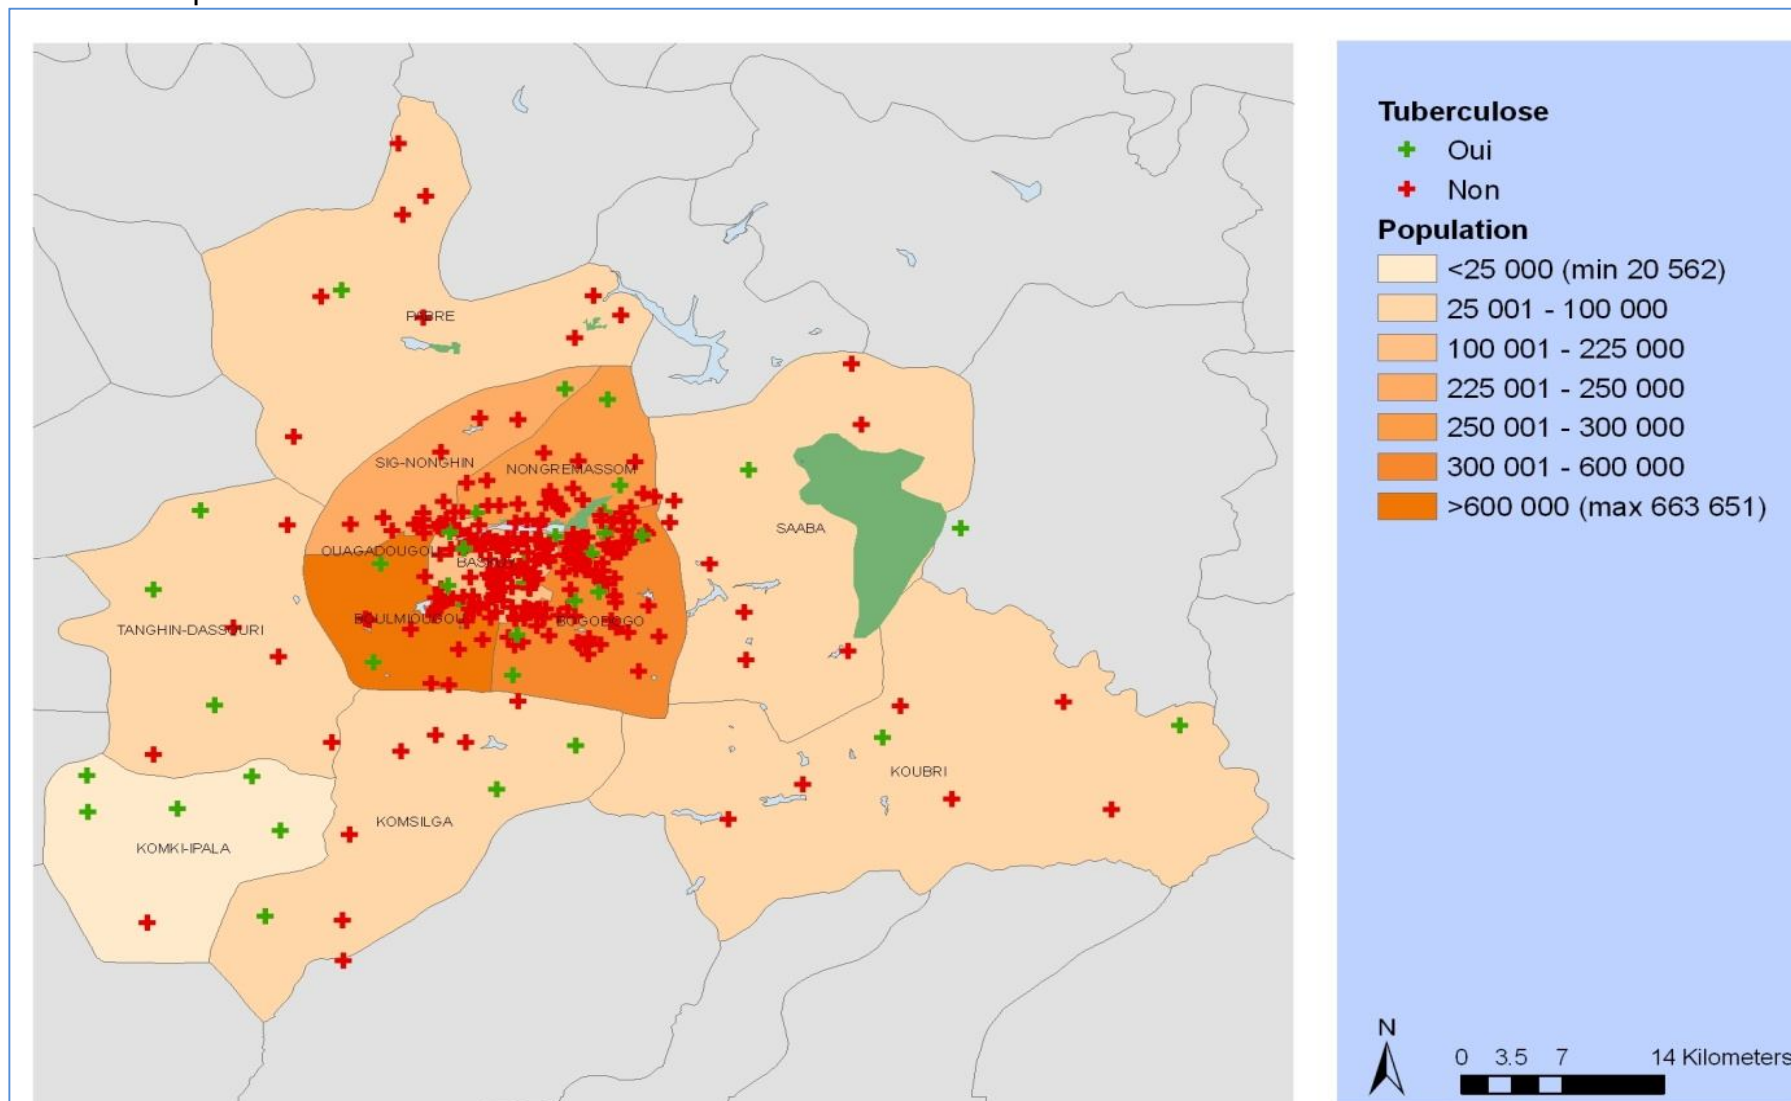 PABRE
SIG-NONGHIN
NONGREMASSOM
SAABA
OUAGADOUGOU
BOULMIOUGOU
BOGODOGO
TANGHIN-DASSOURI
KOUBRI
KOMSILGA
KOMKI-IPALA
Tuberculose
Oui
Non
Population
<25 000 (min 20 562)
25 001 - 100 000
100 001 - 225 000
225 001 - 250 000
250 001 - 300 000
300 001 - 600 000
>600 000 (max 663 651)
N
0 3.5 7 14 Kilometers